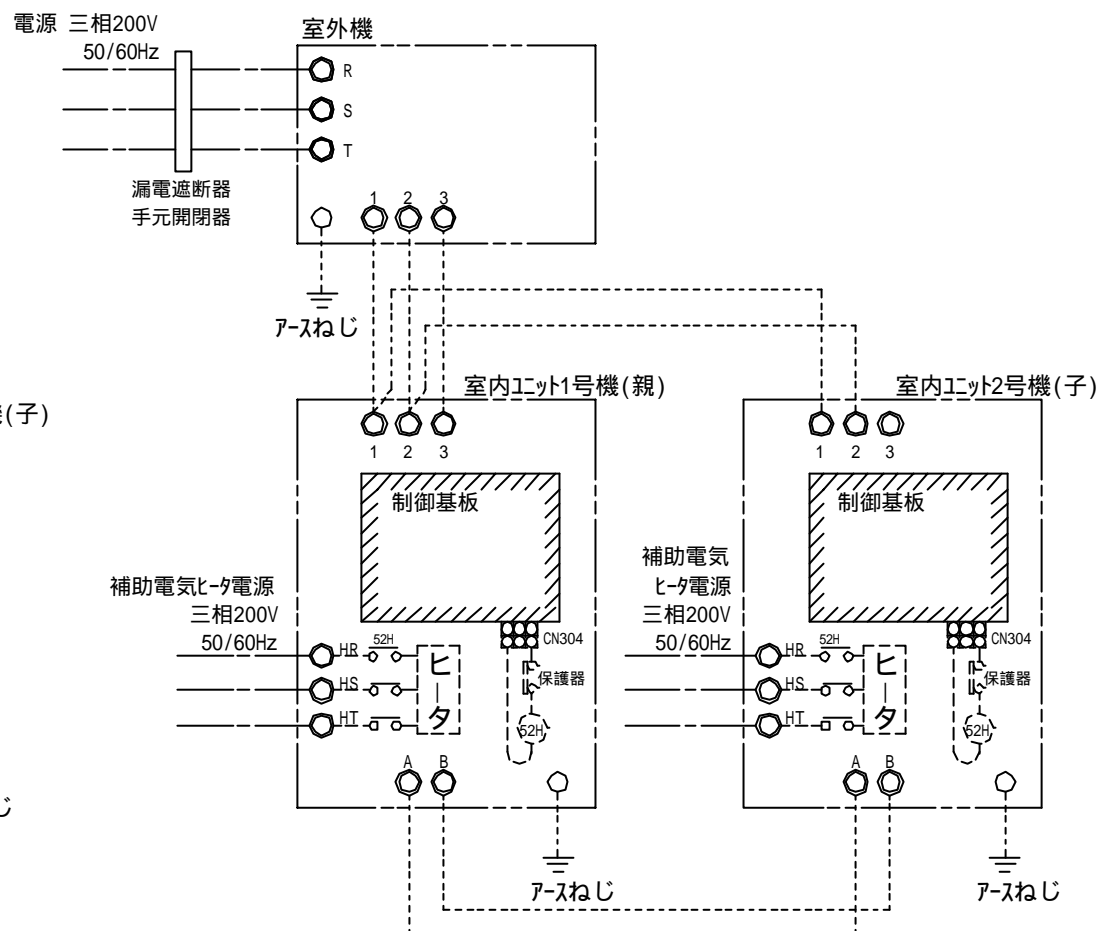 電源 三相200V
50/60Hz
室外機
R
S
T
漏電遮断器
手元開閉器
1 2 3
ｱｰｽねじ
(子)
室内ﾕﾆｯﾄ1号機(親)
1 2 3
制御基板
補助電気ﾋｰﾀ電源
三相200V
50/60Hz
CN304
HR
52H
HS
HT
ヒータ
保護器
52H
A B
ｱｰｽねじ
じ
室内ﾕﾆｯﾄ2号機(子)
1 2 3
制御基板
補助電気
ﾋｰﾀ電源
三相200V
50/60Hz
CN304
HR
52H
HS
HT
ヒータ
保護器
52H
A B
ｱｰｽねじ